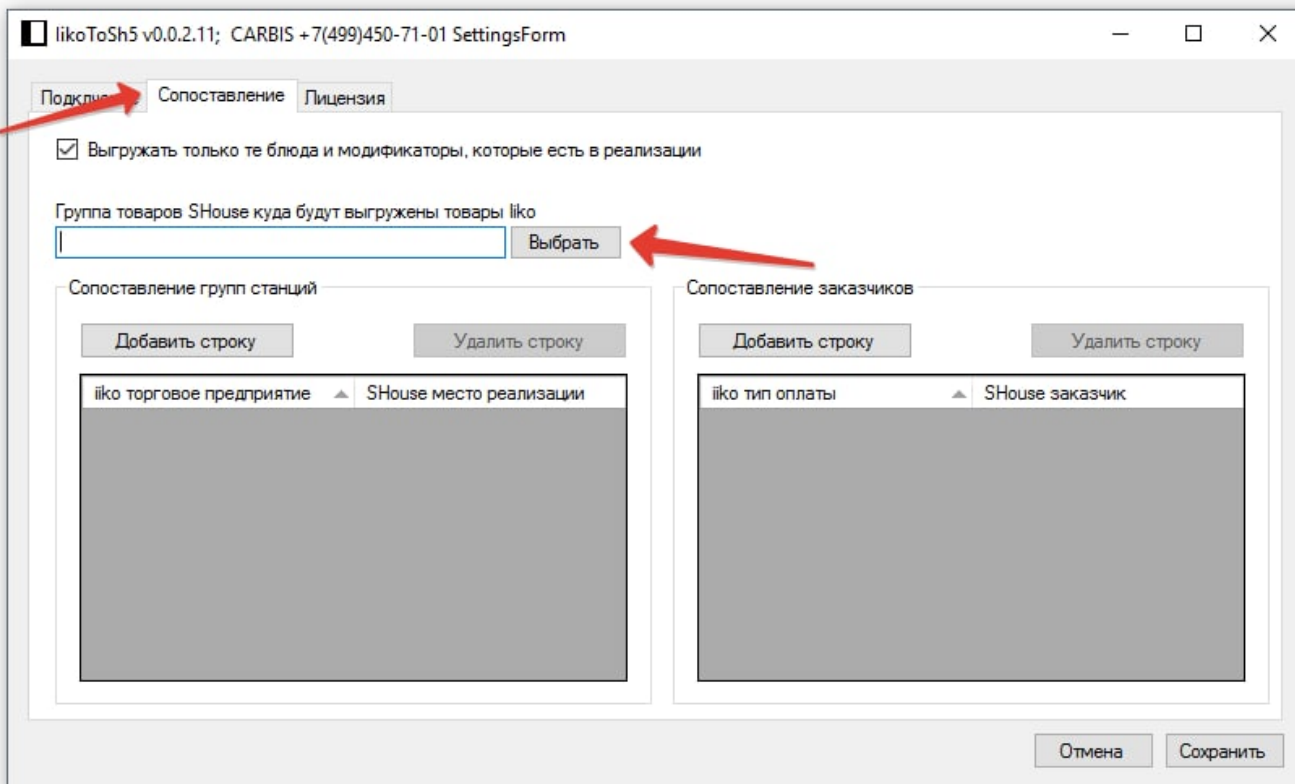 IikoToSh5 v0.0.2.11; CARBIS +7(499)450-71-01 SettingsForm
Сопоставление Лицензия
Выгружать только те блюда и модификаторы, которые есть в реализации
Группа товаров SHouse куда будут выгружены товары Iiko
Выбрать
Сопоставление групп станций
Добавить строку Удалить строку
iiko торговое предприятие SHouse место реализации
Сопоставление заказчиков
Добавить строку Удалить строку
iiko тип оплаты SHouse заказчик
Отмена Сохранить